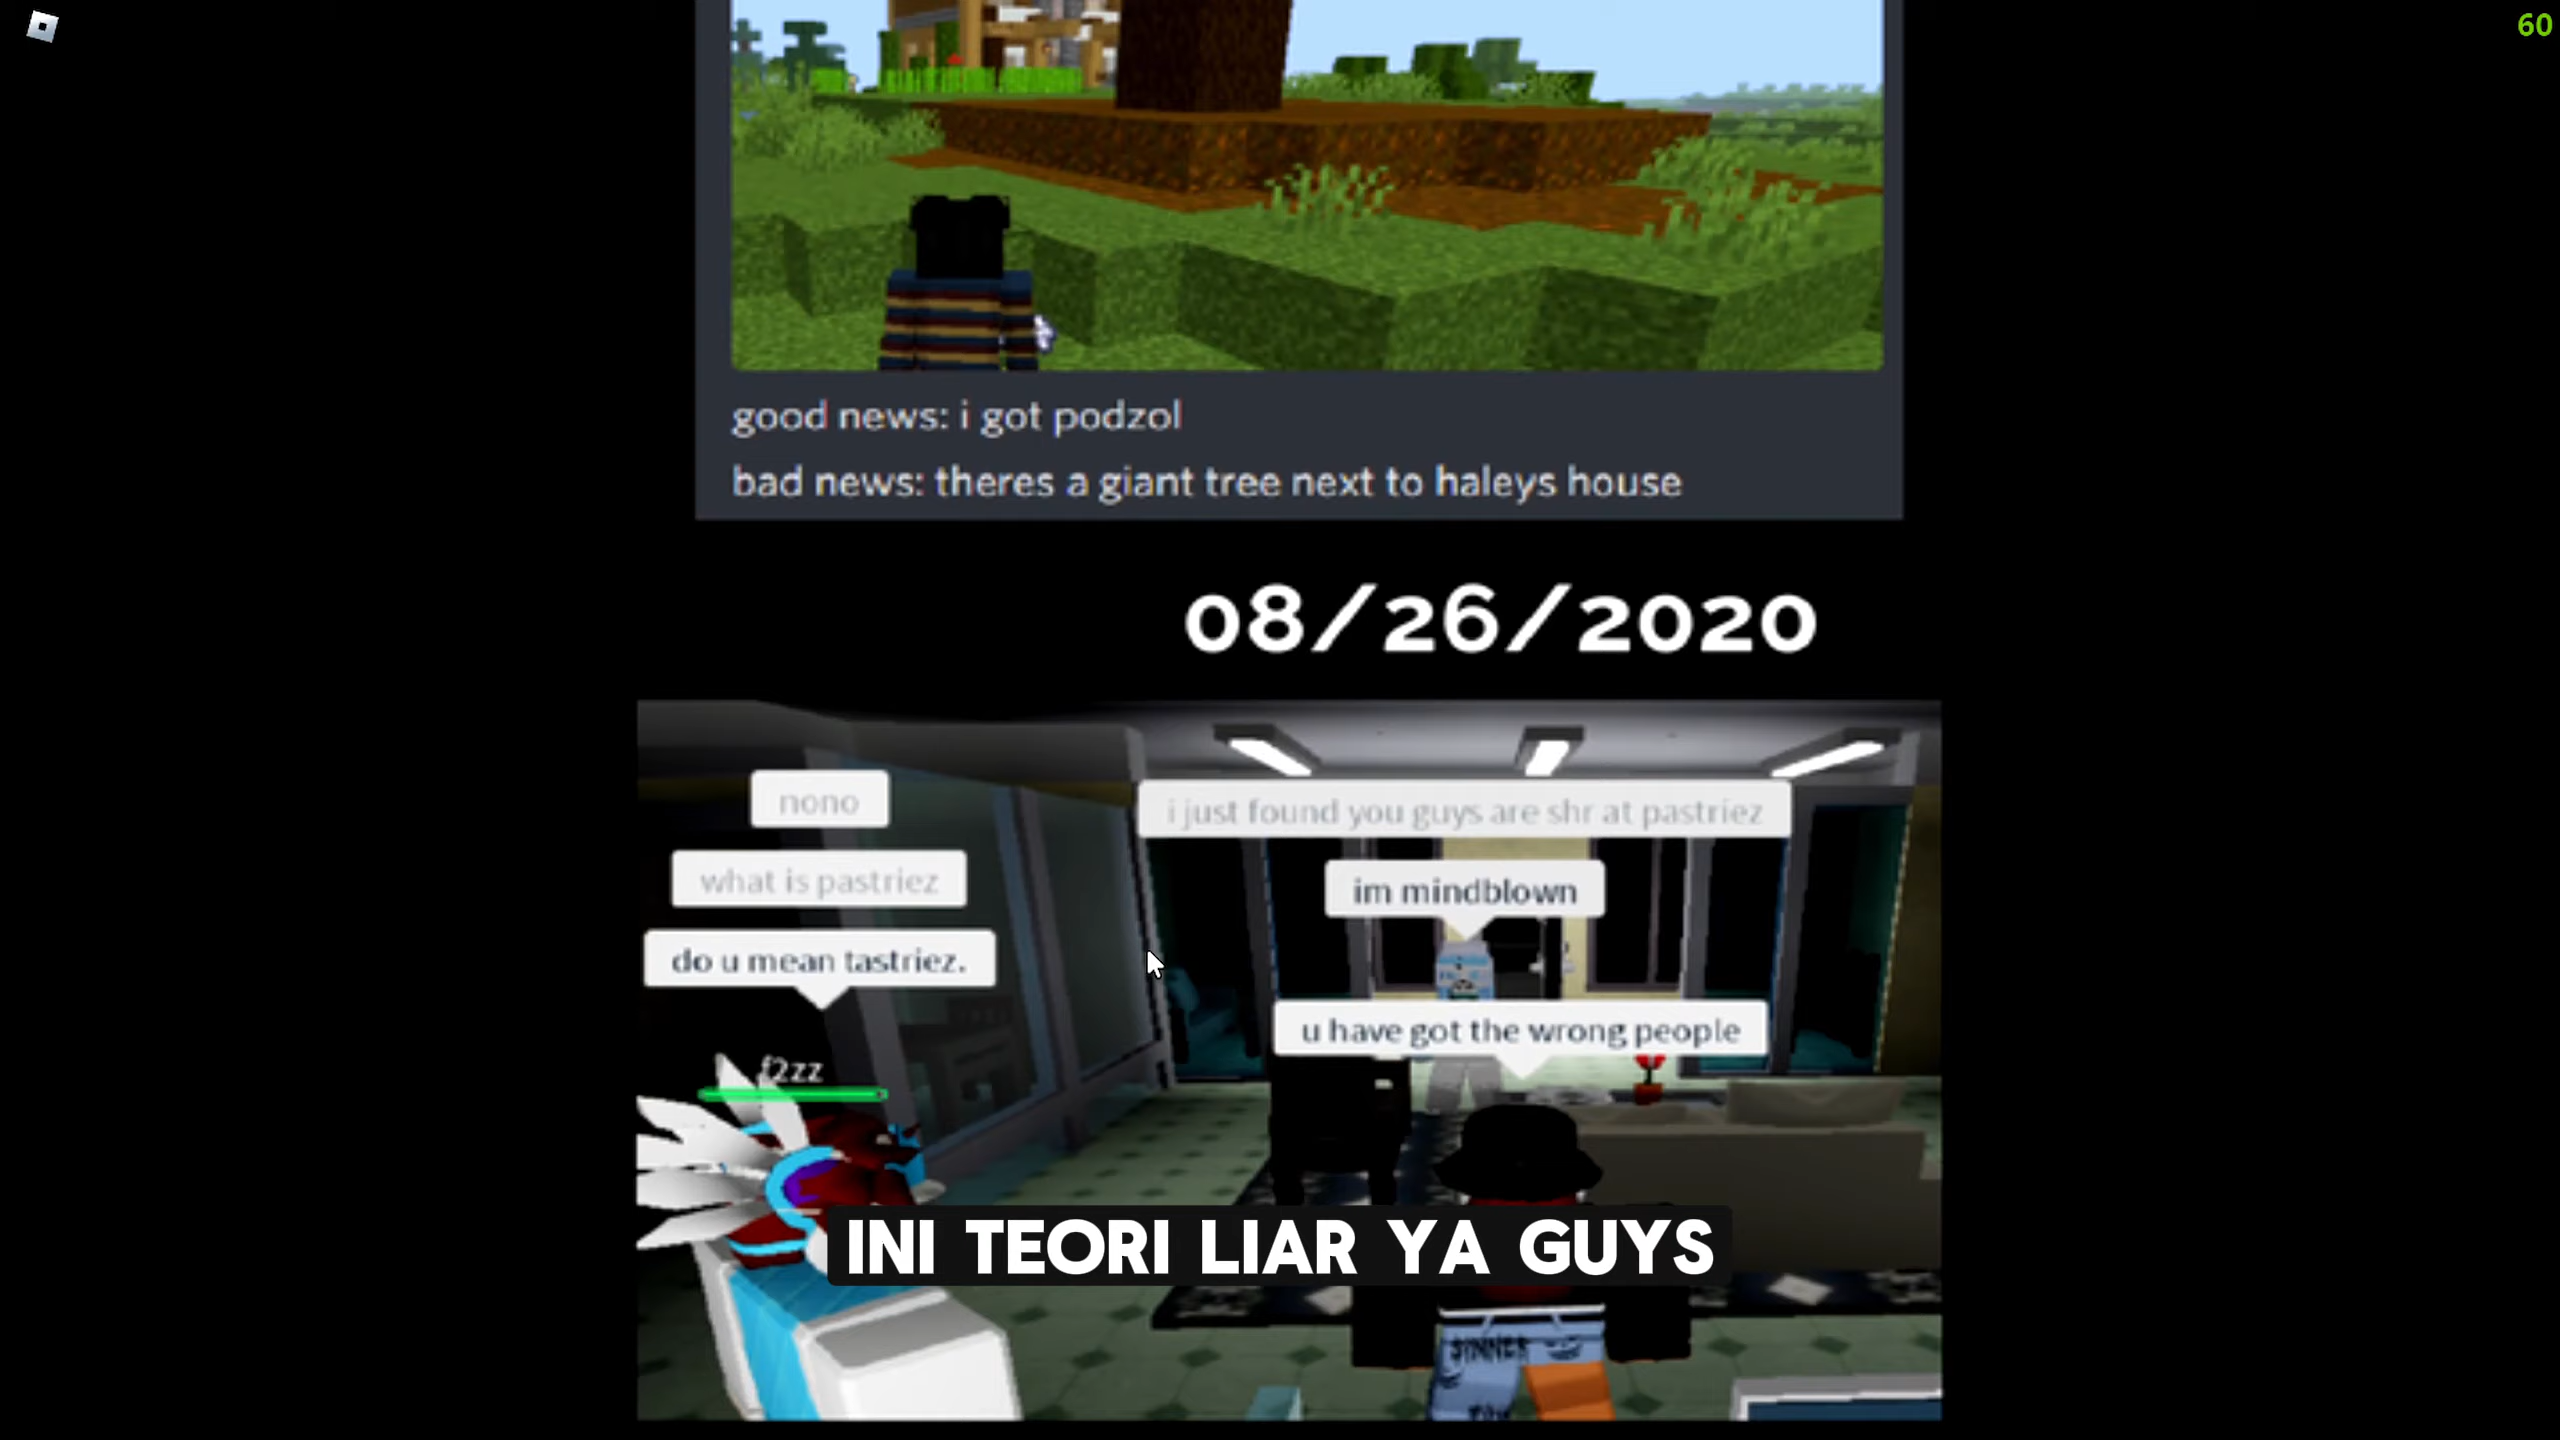 60
good news: i got podzol
bad news: theres a giant tree next to haleys house
08/26/2020
nono
i just found you guys are shr at pastriez
what is pastriez
im mindblown
do u mean tastriez.
u have got the wrong people
f2zz
INI TEORI LIAR YA GUYS
SINNER